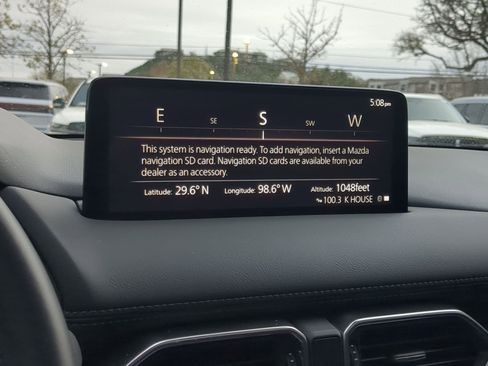 5:08pm
E SE S SW W
This system is navigation ready. To add navigation, insert a Mazda
navigation SD card. Navigation SD cards are available from your
dealer as an accessory.
Latitude: 29.6° N Longitude: 98.6° W Altitude: 1048feet
100.3 K HOUSE